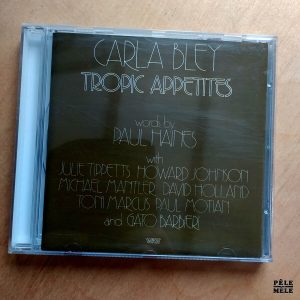 CARLA BLEY
TROPIC APPETITES
words by
PAUL HAINES
with
JULIE TIPPETTS HOWARD JOHNSON
MICHAEL MANTLER DAVID HOLLAND
TONI MARCUS PAUL MOTIAN
and GATO BARBIERI
WATT
PÊLE
MÊLE